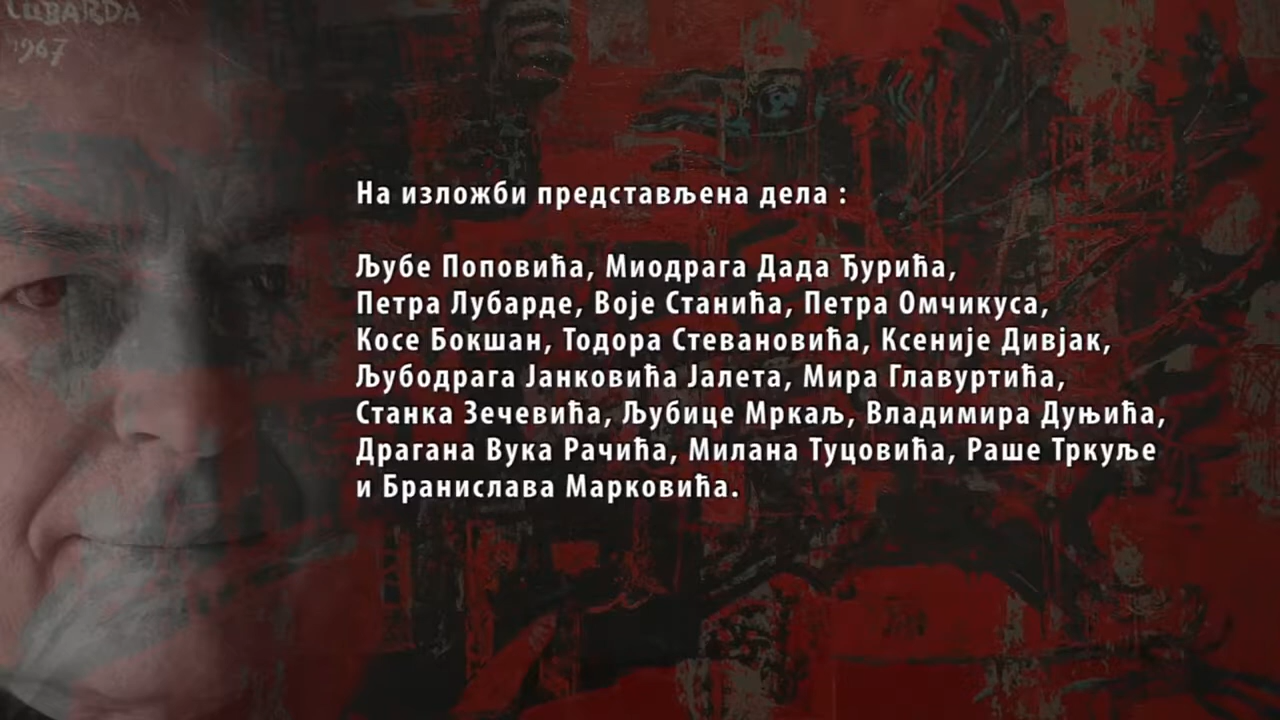 LUBARDA
1967
На изложби представљена дела :
Љубе Поповића, Миодрага Дада Ђурића,
Петра Лубарде, Воје Станића, Петра Омчикуса,
Косе Бокшан, Тодора Стевановића, Ксеније Дивјак,
Љубодрага Јанковића Јалета, Мира Главуртића,
Станка Зечевића, Љубице Мркаљ, Владимира Дуњића,
Драгана Вука Рачића, Милана Туцовића, Раше Тркуље
и Бранислава Марковића.